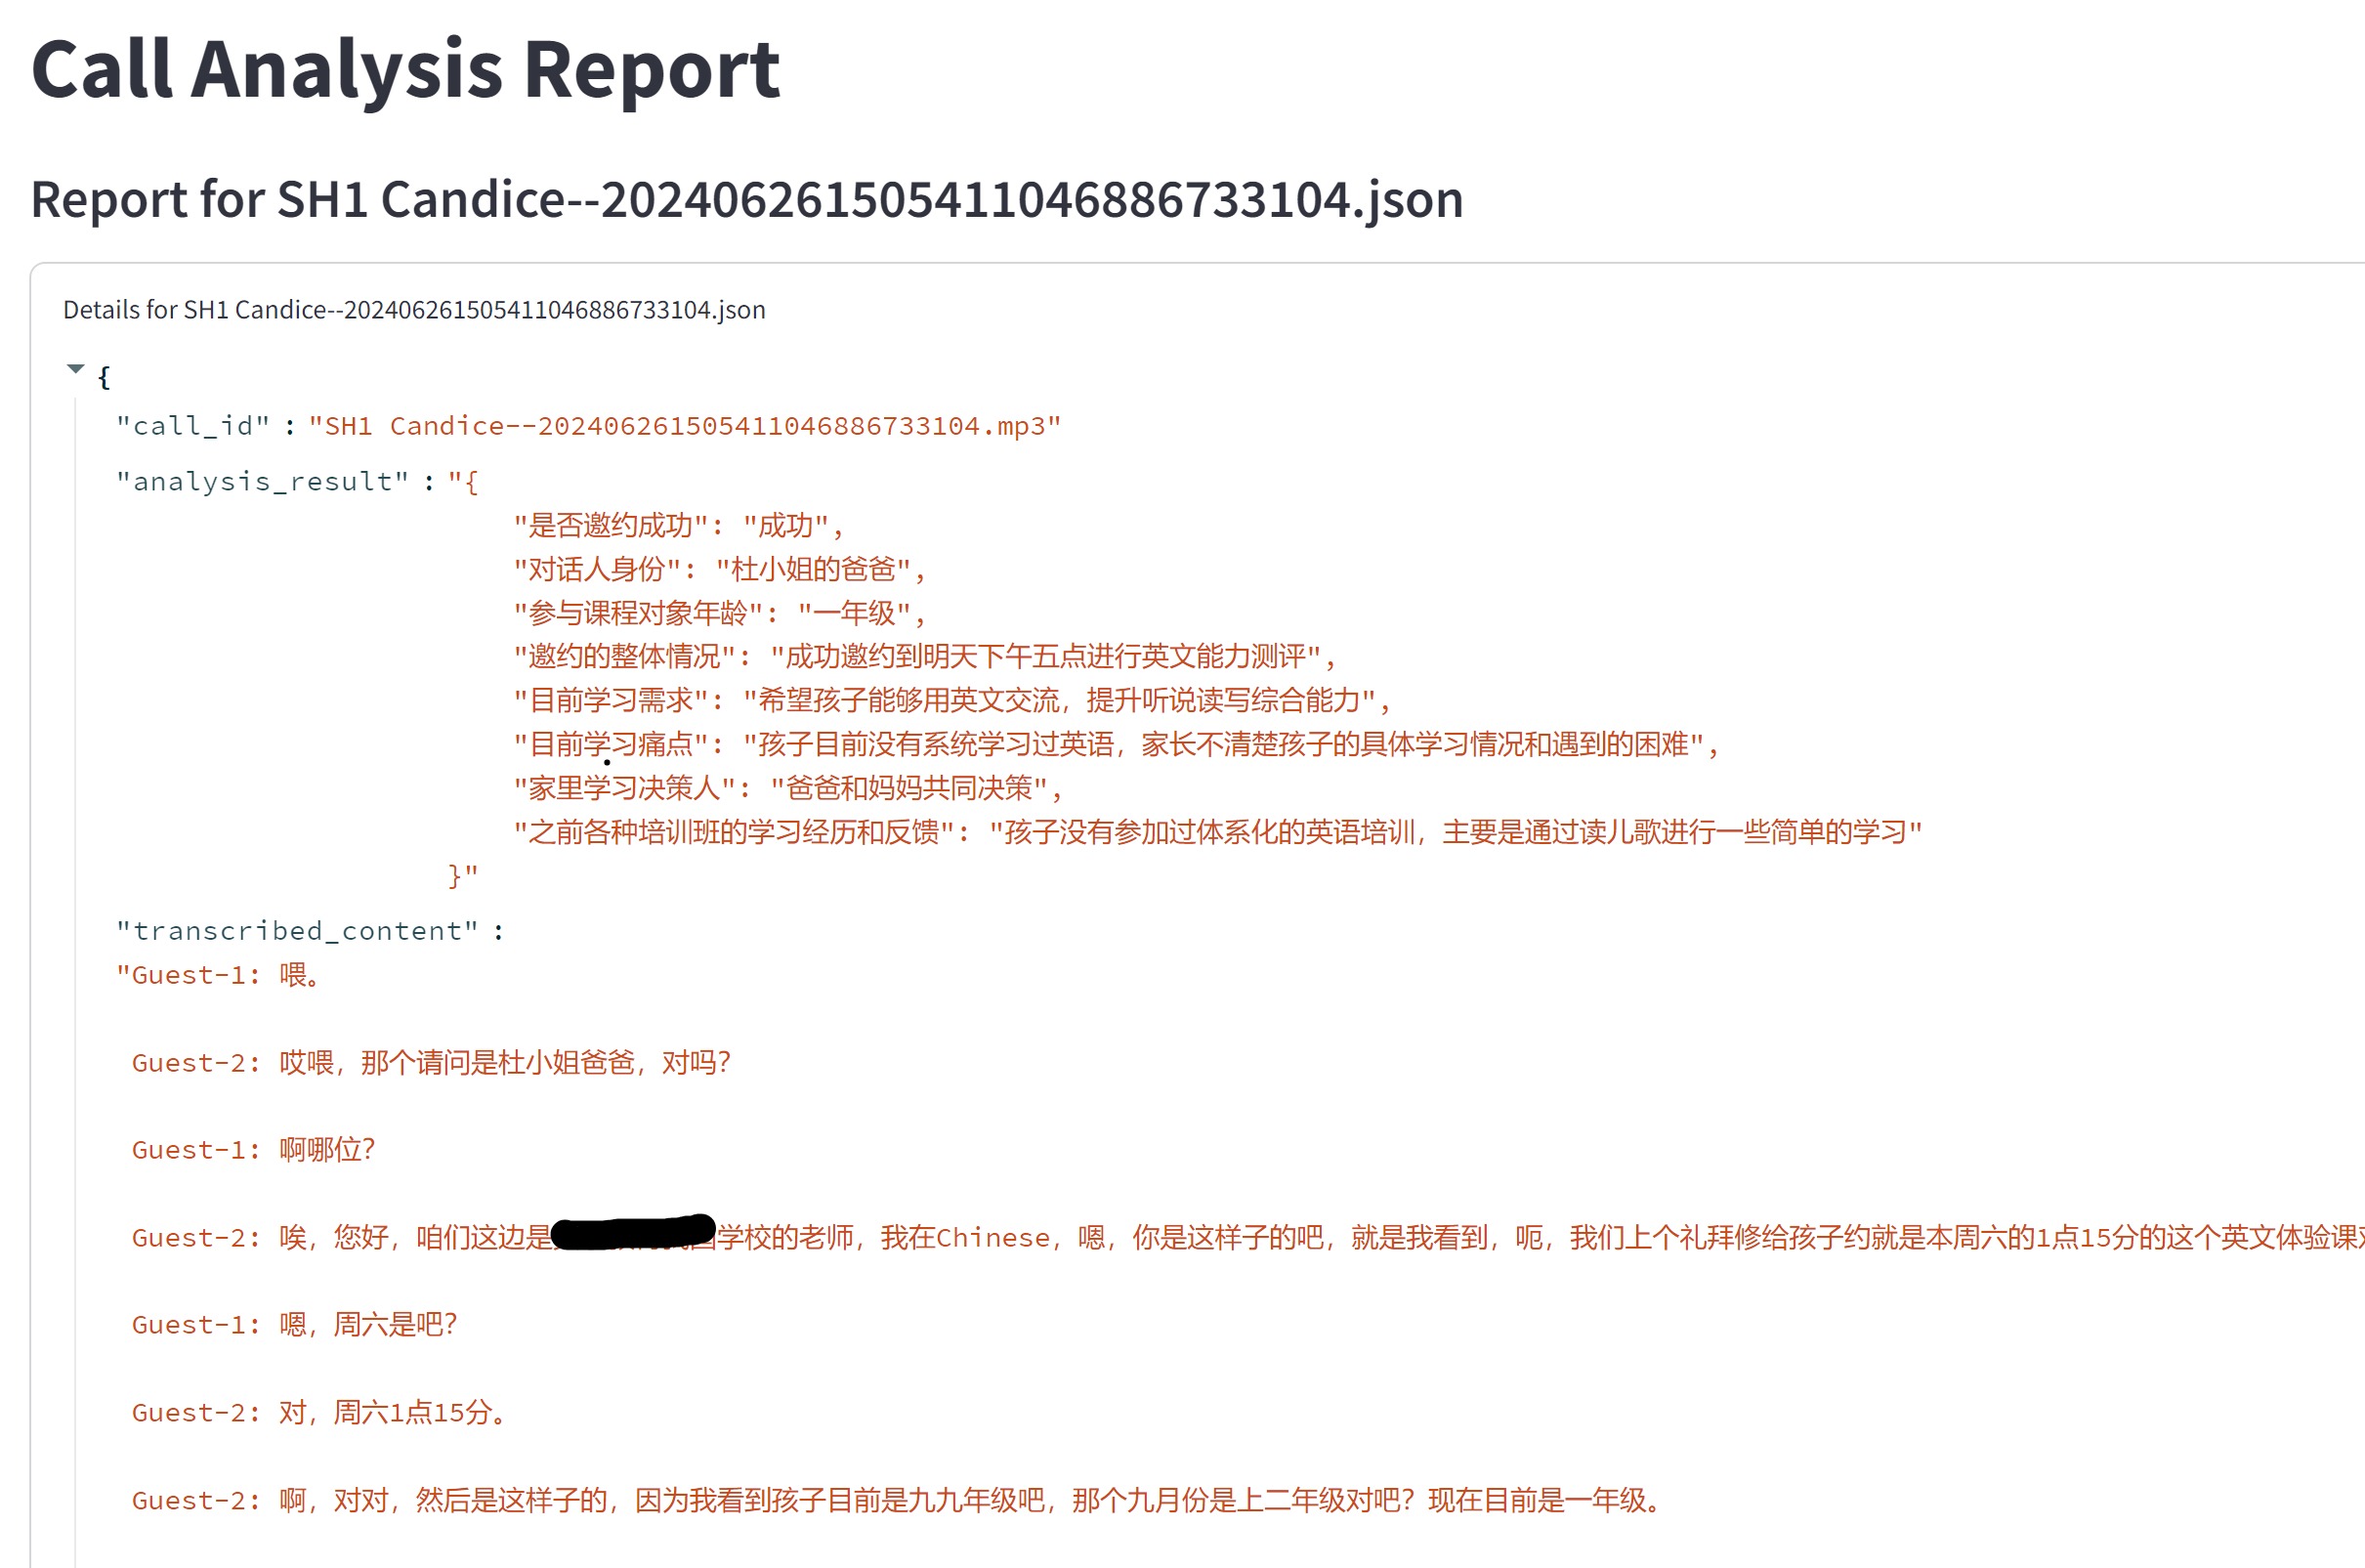 Call Analysis Report
Report for SH1 Candice--2024062615054110468867​33104.json
Details for SH1 Candice--2024062615054110468867​33104.json
{
"call_id" : "SH1 Candice--2024062615054110468867​33104.mp3"
"analysis_result" : "{
"是否邀约成功": "成功",
"对话人身份": "杜小姐的爸爸",
"参与课程对象年龄": "一年级",
"邀约的整体情况": "成功邀约到明天下午五点进行英文能力测评",
"目前学习需求": "希望孩子能够用英文交流，提升听说读写综合能力",
"目前学习痛点": "孩子目前没有系统学习过英语，家长不清楚孩子的具体学习情况和遇到的困难",
"家里学习决策人": "爸爸和妈妈共同决策",
"之前各种培训班的学习经历和反馈": "孩子没有参加过体系化的英语培训，主要是通过读儿歌进行一些简单的学习"
}"
"transcribed_content" :
"Guest-1: 喂。
Guest-2: 哎喂，那个请问是杜小姐爸爸，对吗？
Guest-1: 啊哪位？
Guest-2: 唉，您好，咱们这边是学校的老师，我在Chinese，嗯，你是这样子的吧，就是我看到，呃，我们上个礼拜修给孩子约就是本周六的1点15分的这个英文体验课
Guest-1: 嗯，周六是吧？
Guest-2: 对，周六1点15分。
Guest-2: 啊，对对，然后是这样子的，因为我看到孩子目前是九九年级吧，那个九月份是上二年级对吧？现在目前是一年级。